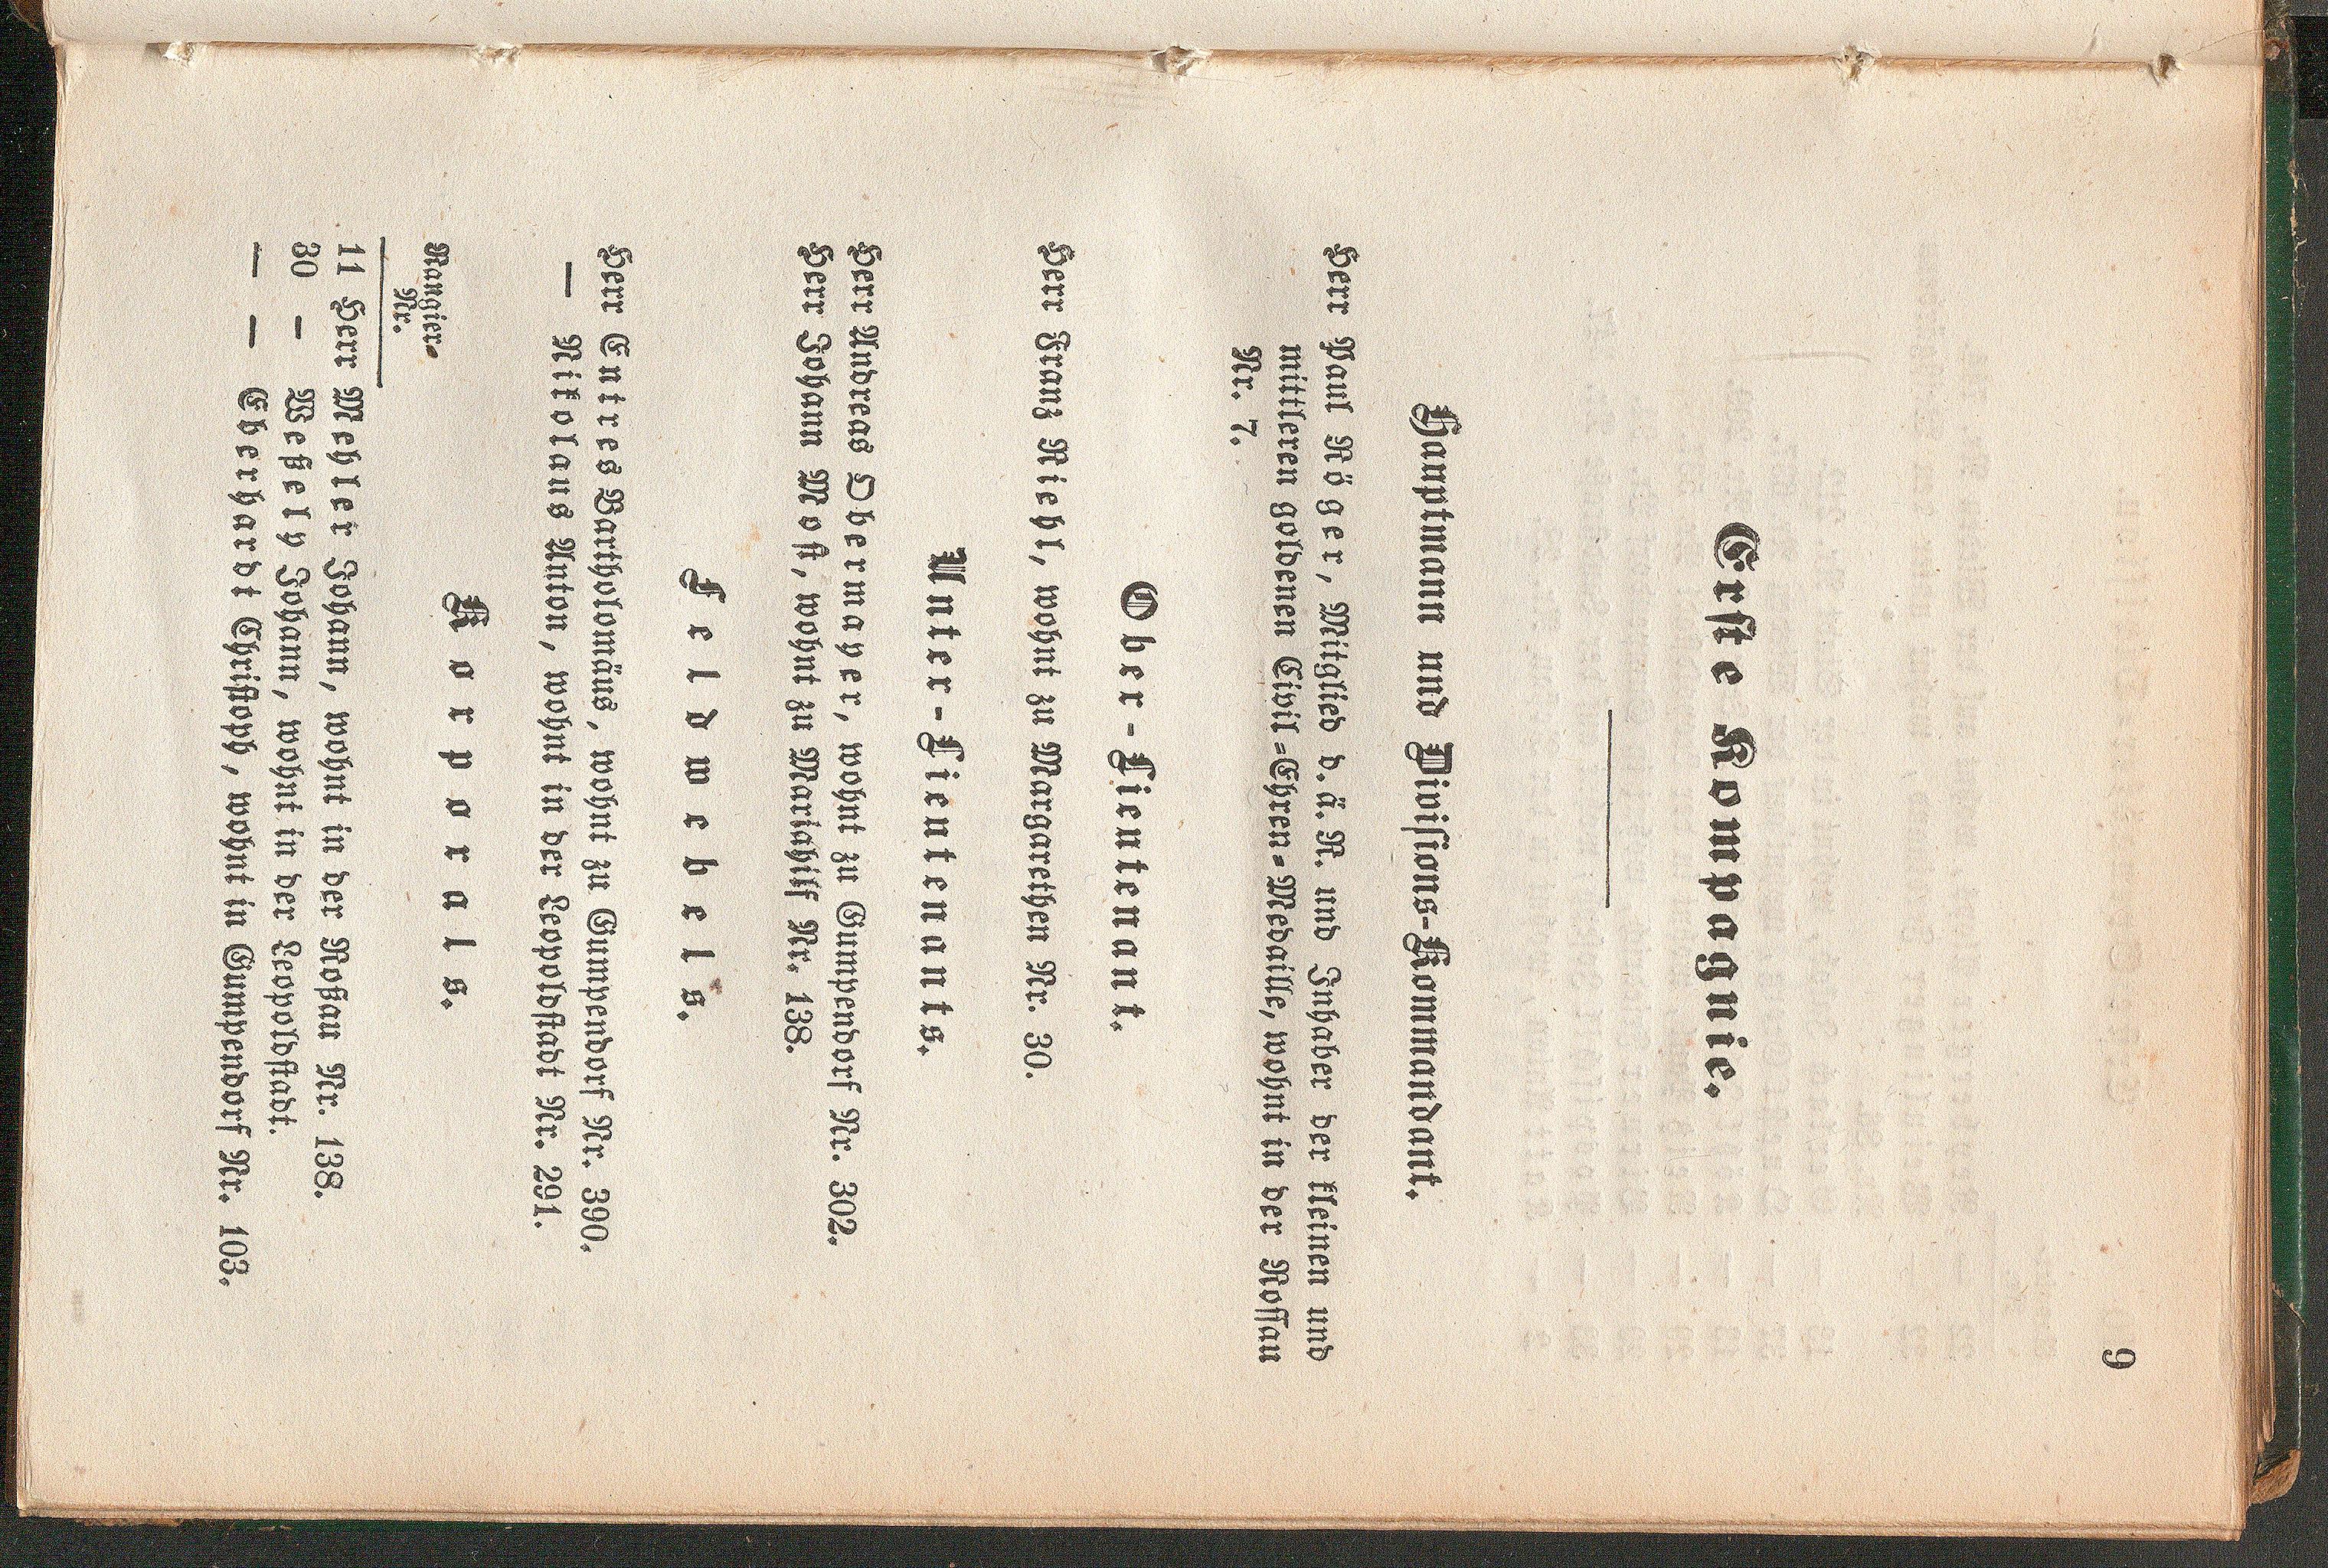 9
Erste Kompagnie.
Hauptmann und Divisions-Kommandant.
Herr Paul Röger, Mitglied d. ä. R. und Inhaber der kleinen und
mittleren goldenen Civil-Ehren-Medaille, wohnt in der Rossau
Nr. 7.
Ober-Lieutenant.
Herr Franz Riehl, wohnt zu Margarethen Nr. 30.
Unter-Lieutenants.
Herr Andreas Obermayer, wohnt zu Gumpendorf Nr. 302.
Herr Johann Most, wohnt zu Mariahilf Nr. 138.
Feldwebels.
Herr Entres Bartholomäus, wohnt zu Gumpendorf Nr. 390.
— Nikolaus Anton, wohnt in der Leopoldstadt Nr. 291.
Korporals.
Rangier-
Nr.
11 Herr Mehler Johann, wohnt in der Roßau Nr. 138.
30 — Weßely Johann, wohnt in der Leopoldstadt.
— — Eberhardt Christoph, wohnt in Gumpendorf Nr. 103.